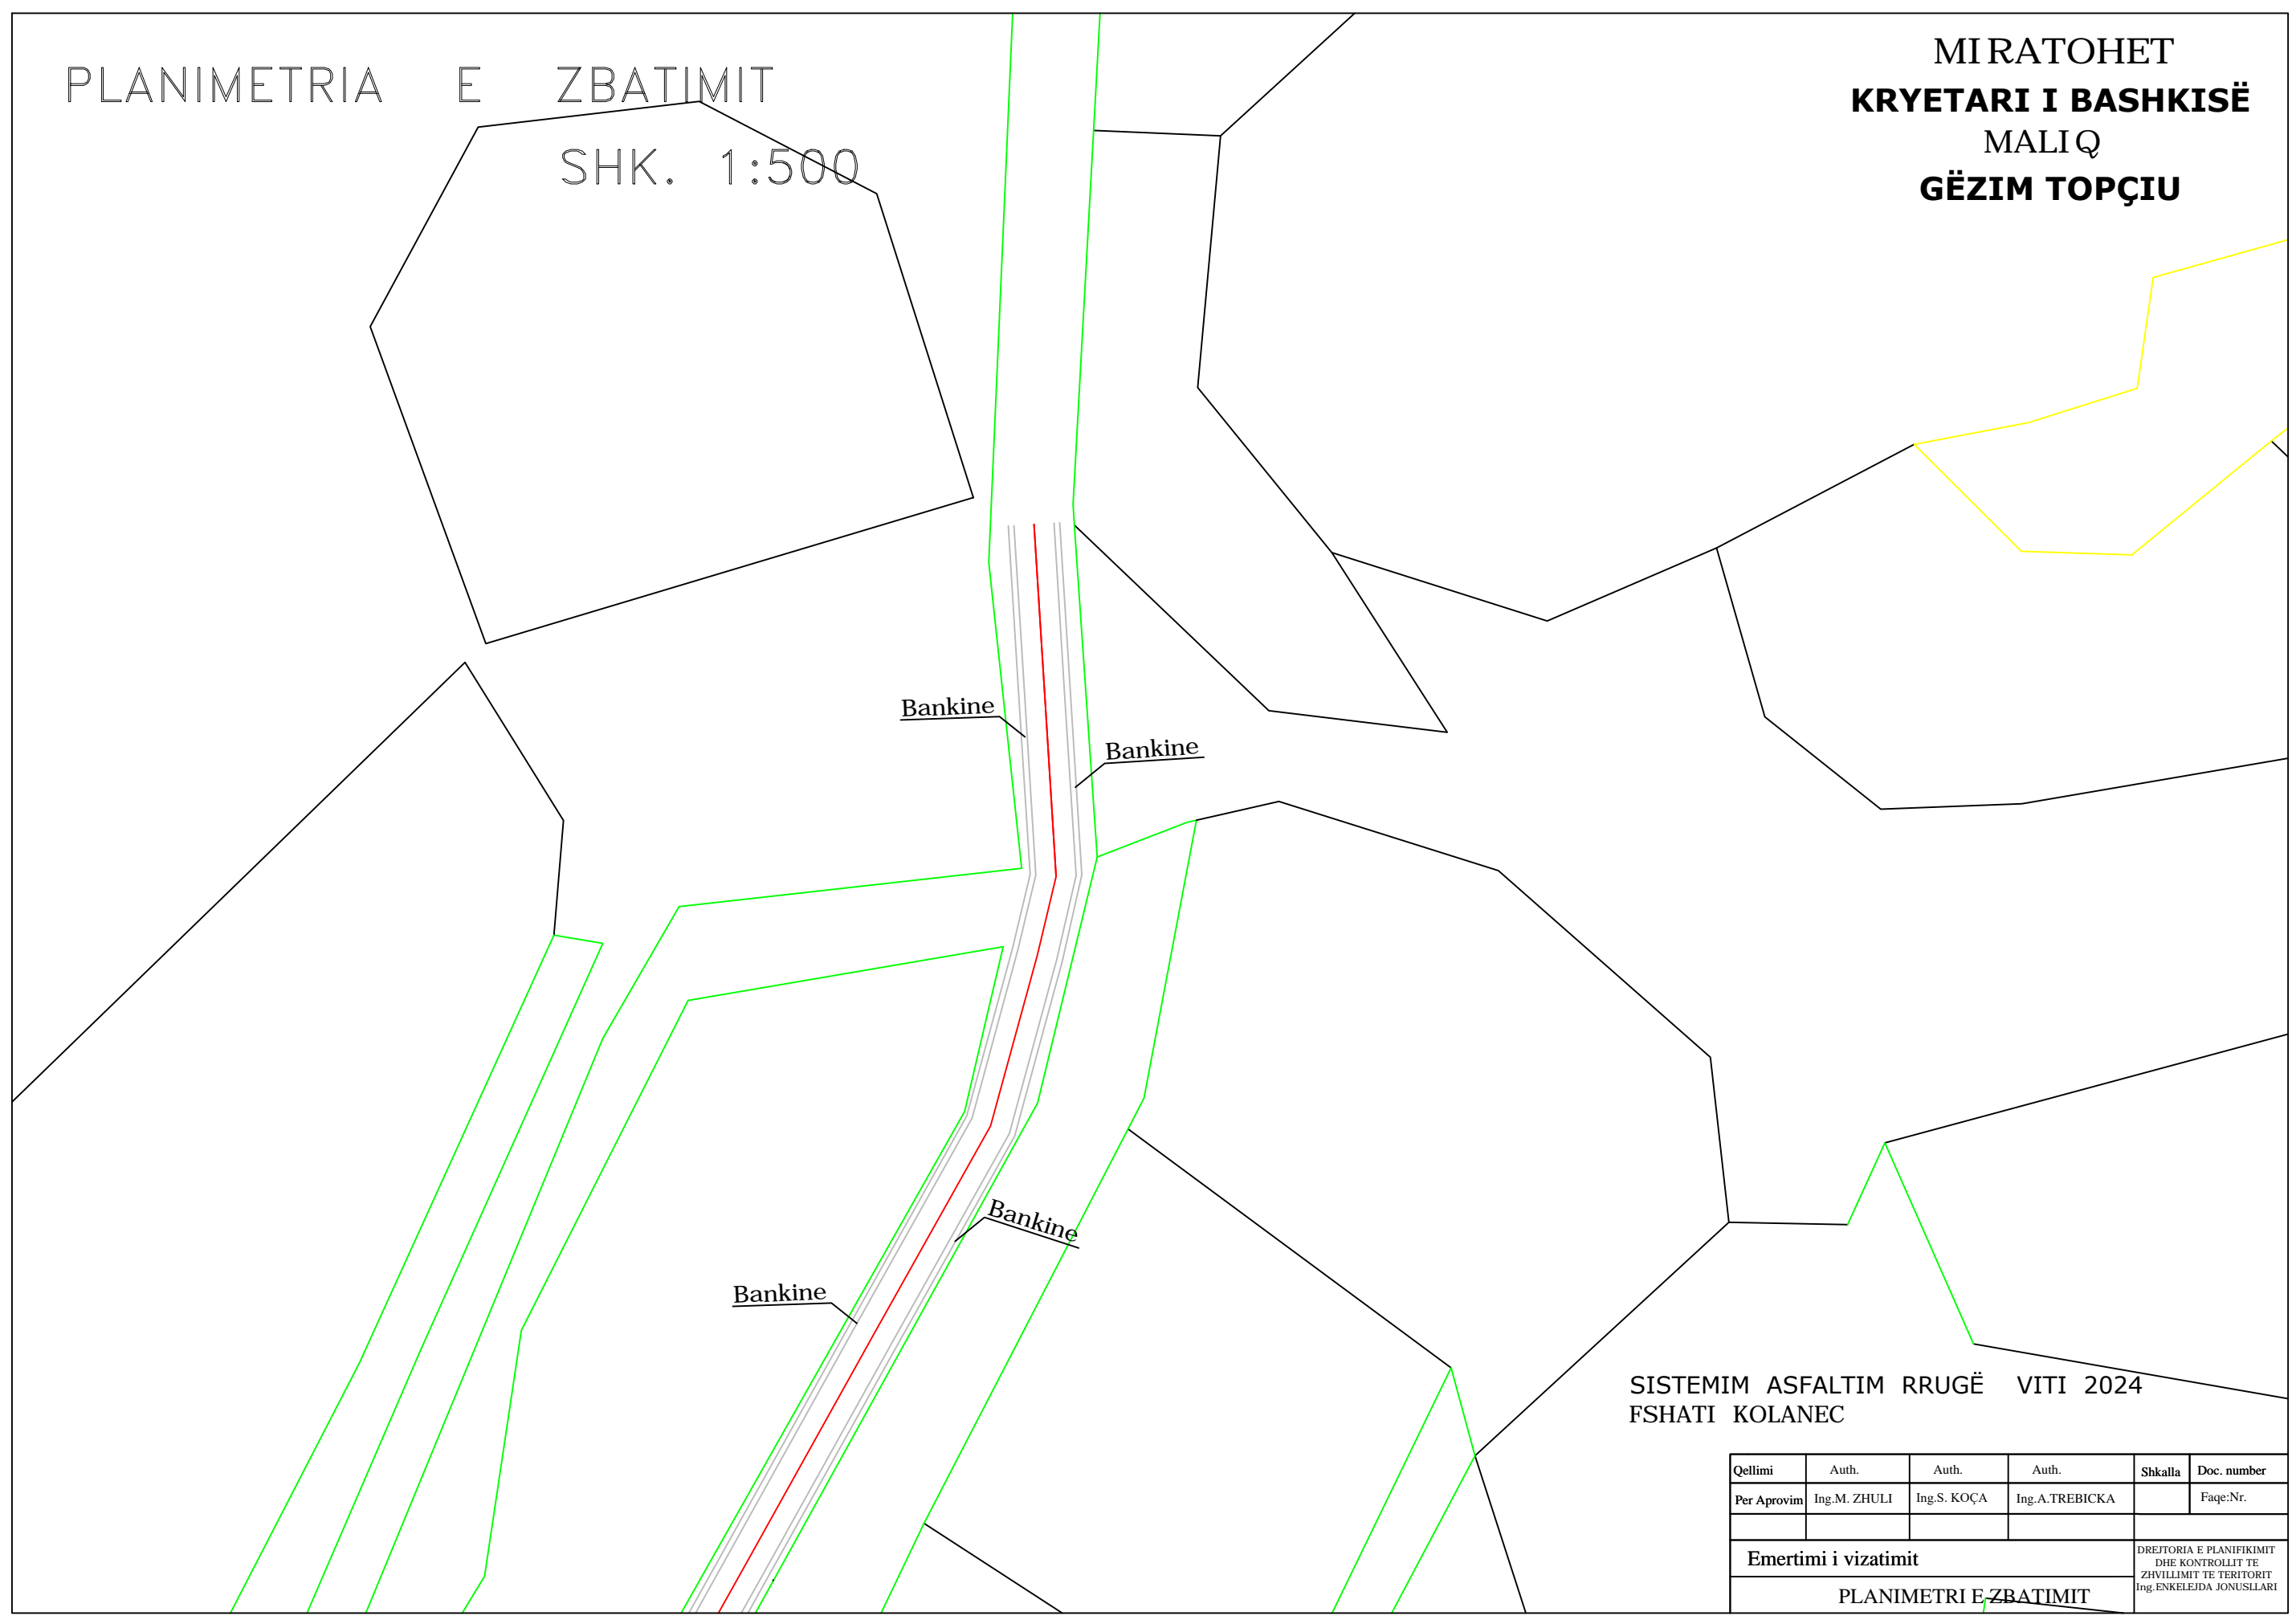 PLANIMETRIA E ZBATIMIT
SHK. 1:500
MIRATOHET
KRYETARI I BASHKISË
MALIQ
GËZIM TOPÇIU
Bankine
Bankine
Bankine
Bankine
SISTEMIM ASFALTIM RRUGË VITI 2024
FSHATI KOLANEC
Qellimi Auth. Auth. Auth. Shkalla Doc. number
Per Aprovim Ing.M. ZHULI Ing.S. KOÇA Ing.A.TREBICKA Faqe:Nr.
Emertimi i vizatimit
PLANIMETRI E ZBATIMIT
DREJTORIA E PLANIFIKIMIT
DHE KONTROLLIT TE
ZHVILLIMIT TE TERITORIT
Ing.ENKELEJDA JONUSLLARI